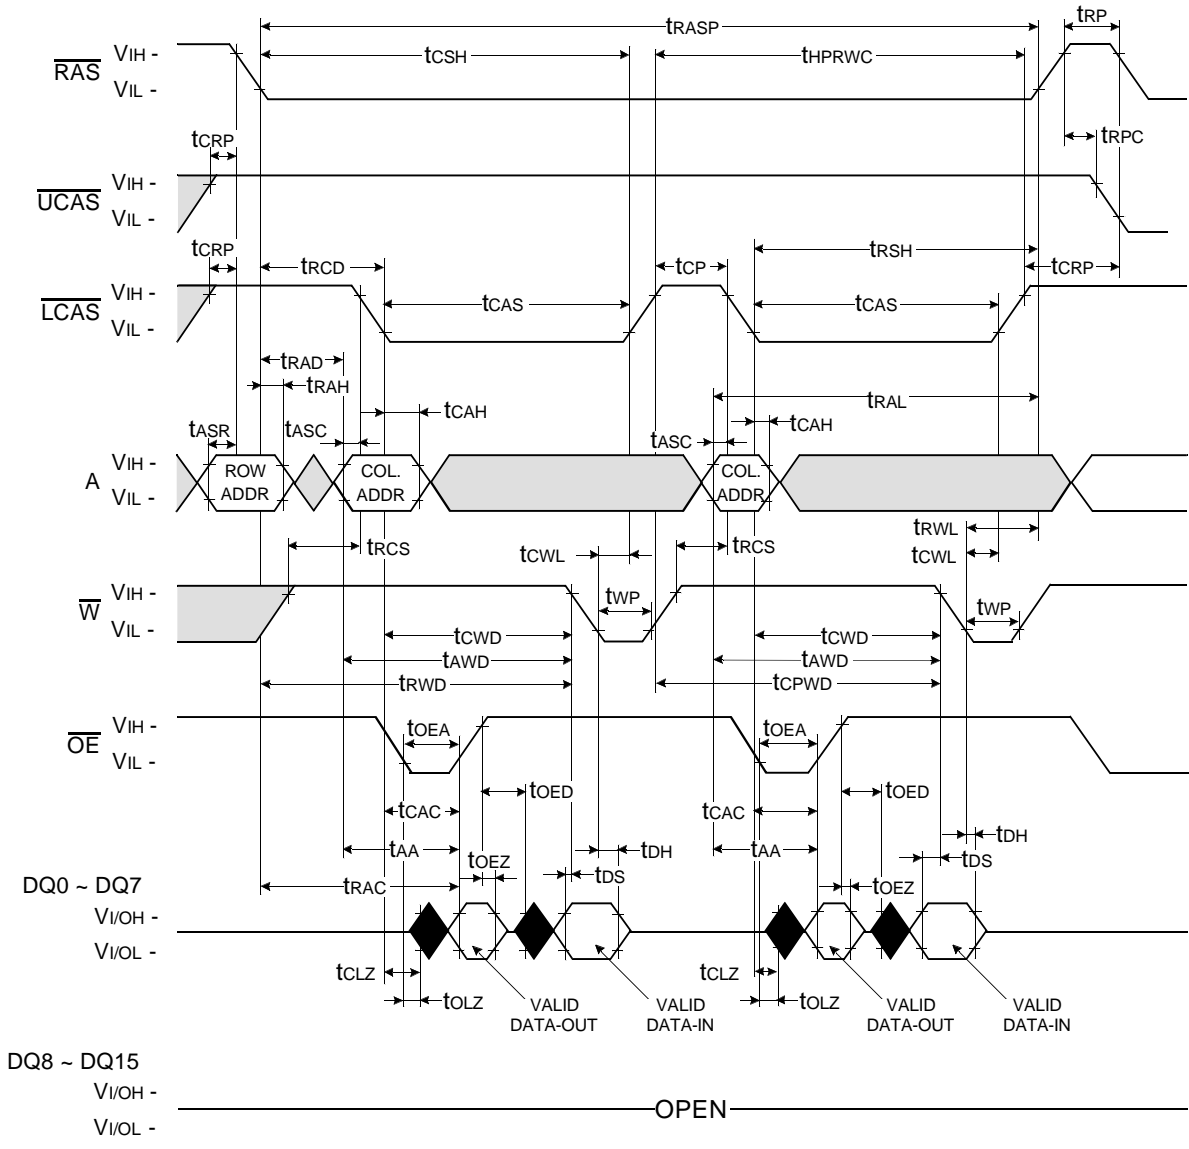 tRASP
tRP
tCSH
tHPRWC
RAS
VIH -
VIL -
tCRP
tRPC
UCAS
VIH -
VIL -
tCRP
tRCD
tCP
tRSH
tCRP
LCAS
VIH -
VIL -
tCAS
tCAS
tRAD
tRAH
tCAH
tRAL
tASR
tASC
tASC
tCAH
A
VIH -
VIL -
ROW
ADDR
COL.
ADDR
COL.
ADDR
tRCS
tCWL
tRCS
tRWL
tCWL
W
VIH -
VIL -
tWP
tWP
tCWD
tCWD
tAWD
tAWD
tRWD
tCPWD
OE
VIH -
VIL -
tOEA
tOEA
tOED
tOED
tCAC
tCAC
tAA
tOEZ
tDH
tAA
tDH
tDS
tDS
tRAC
tOEZ
DQ0 ~ DQ7
VI/OH -
VI/OL -
tCLZ
tCLZ
tOLZ
tOLZ
VALID
DATA-OUT
VALID
DATA-IN
VALID
DATA-OUT
VALID
DATA-IN
DQ8 ~ DQ15
VI/OH -
VI/OL -
OPEN